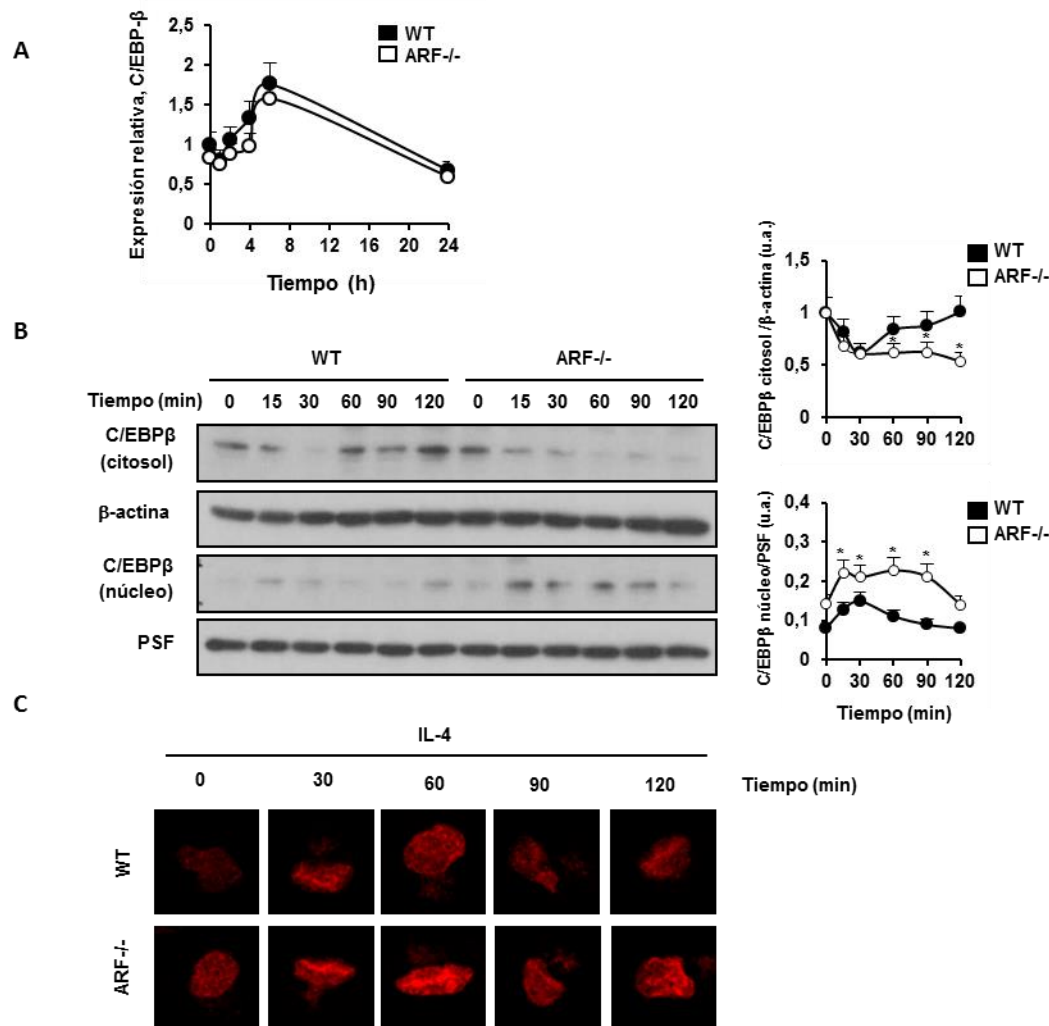 A
Expresión relativa, C/EBP-β
2,5
2
1,5
1
0,5
0
0 4 8 12 16 20 24
Tiempo (h)
WT
ARF-/-
B
WT ARF-/-
Tiempo (min) 0 15 30 60 90 120 0 15 30 60 90 120
C/EBPβ
(citosol)
β-actina
C/EBPβ
(núcleo)
PSF
C/EBPβ citosol /β-actina (u.a.)
1,5
1
0,5
0
0 30 60 90 120
WT
ARF-/-
* * *
C/EBPβ núcleo/PSF (u.a.)
0,4
0,3
0,2
0,1
0
* * * *
0 30 60 90 120
Tiempo (min)
WT
ARF-/-
C
IL-4
0 30 60 90 120 Tiempo (min)
WT
ARF-/-